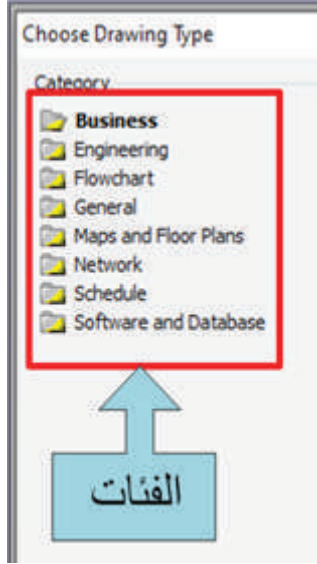 Choose Drawing Type
Category
Business
Engineering
Flowchart
General
Maps and Floor Plans
Network
Schedule
Software and Database
الفئات